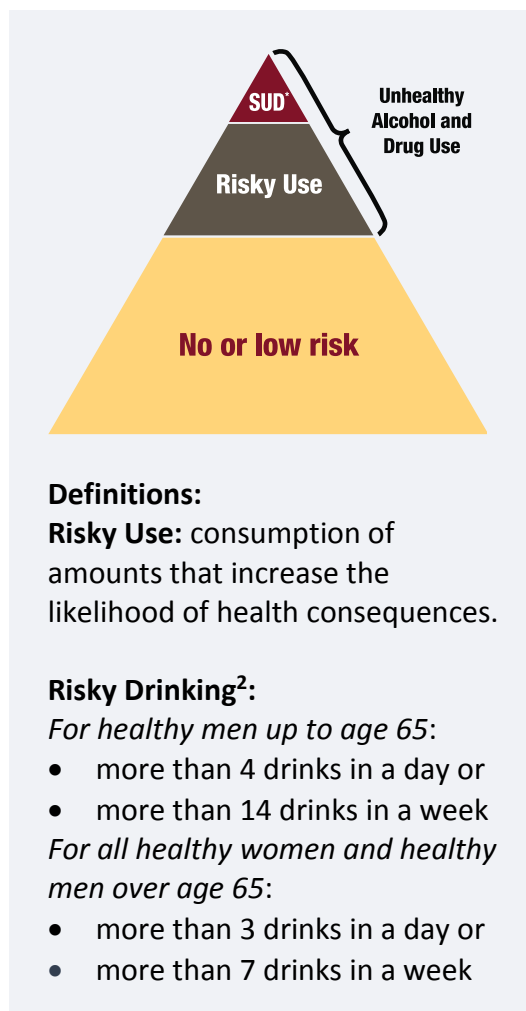 SUD*
Unhealthy
Alcohol and
Drug Use
Risky Use
No or low risk
Definitions:
Risky Use: consumption of
amounts that increase the
likelihood of health consequences.
Risky Drinking²:
For healthy men up to age 65:
• more than 4 drinks in a day or
• more than 14 drinks in a week
For all healthy women and healthy
men over age 65:
• more than 3 drinks in a day or
• more than 7 drinks in a week